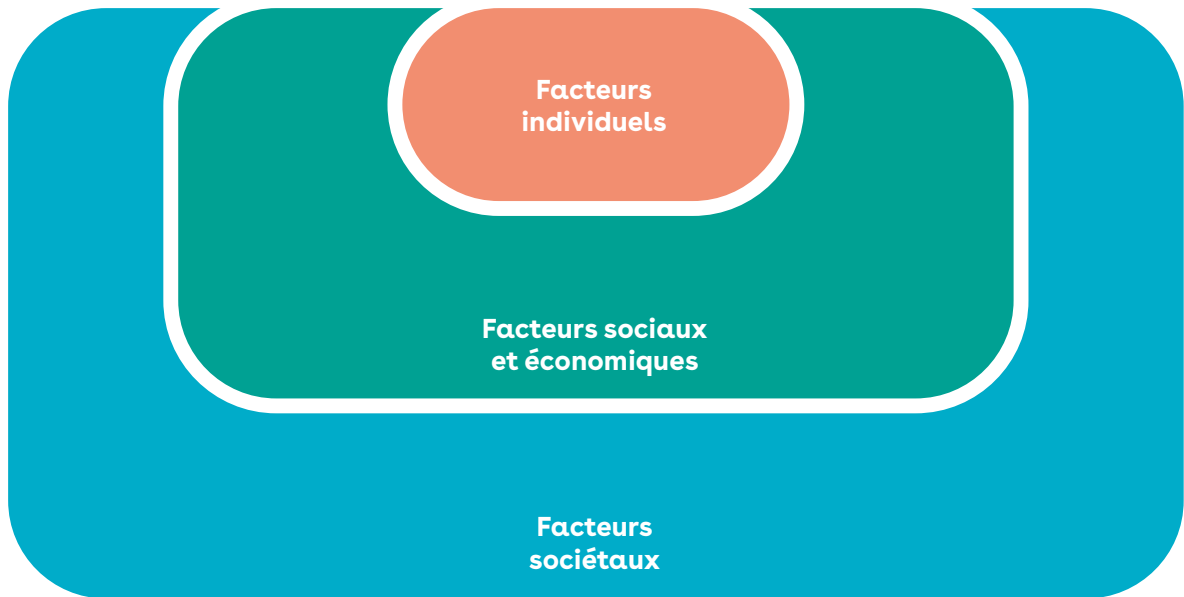 Facteurs
individuels
Facteurs sociaux
et économiques
Facteurs
sociétaux